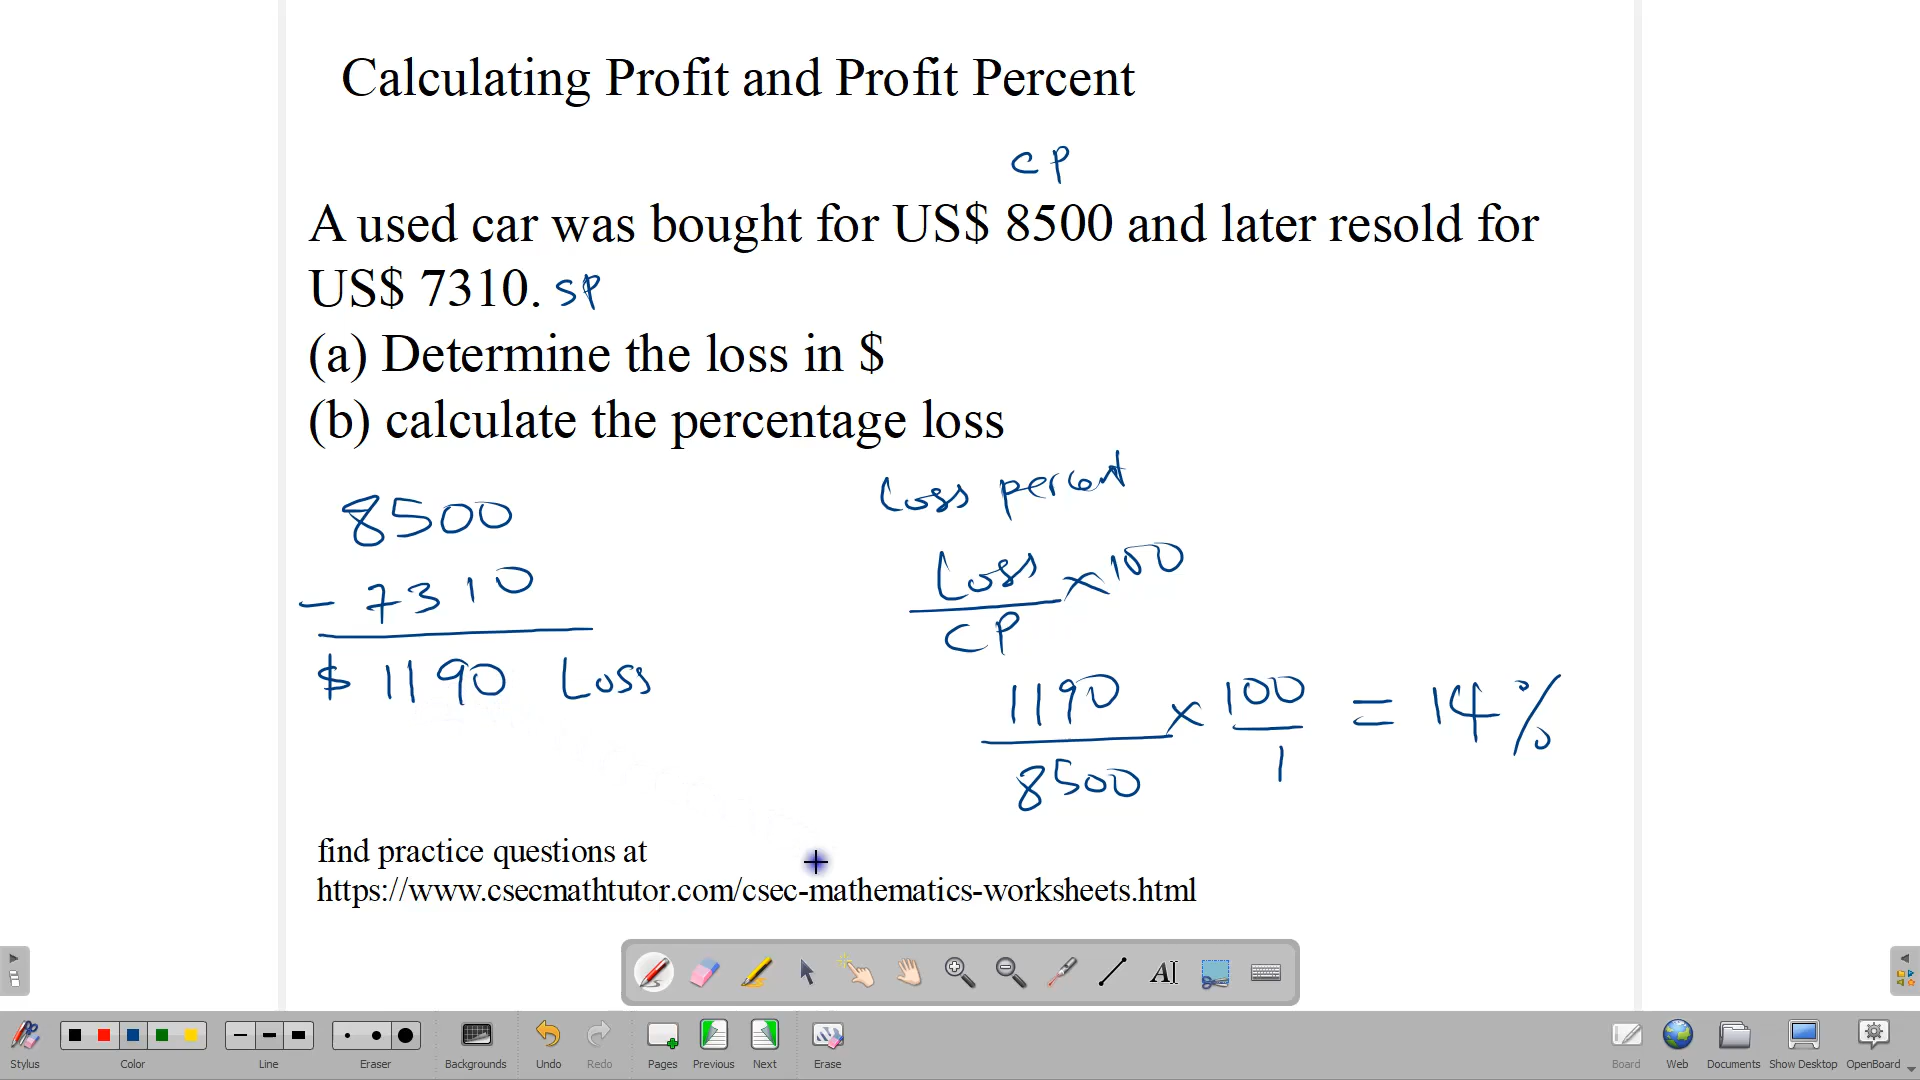 Calculating Profit and Profit Percent
CP
A used car was bought for US$ 8500 and later resold for
US$ 7310. SP
(a) Determine the loss in $
(b) calculate the percentage loss
8500
- 7310
$ 1190 Loss
Loss percent
Loss × 100
CP
1190 × 100 = 14%
8500 1
find practice questions at
https://www.csecmathtutor.com/csec-mathematics-worksheets.html
AI
Stylus Color Line Eraser Backgrounds Undo Redo Pages Previous Next Erase Board Web Documents Show Desktop OpenBoard